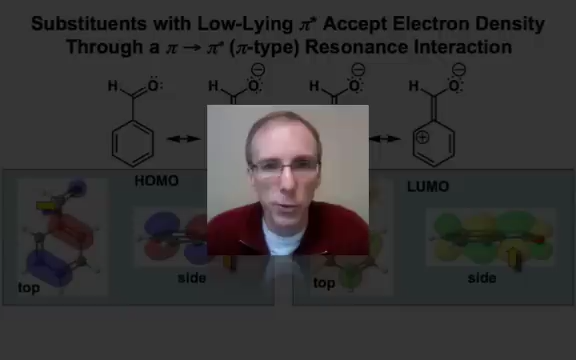 Substituents with Low-Lying π* Accept Electron Density
Through a π → π* (π-type) Resonance Interaction
H O H O H O H O
HOMO
LUMO
top
side
top
side